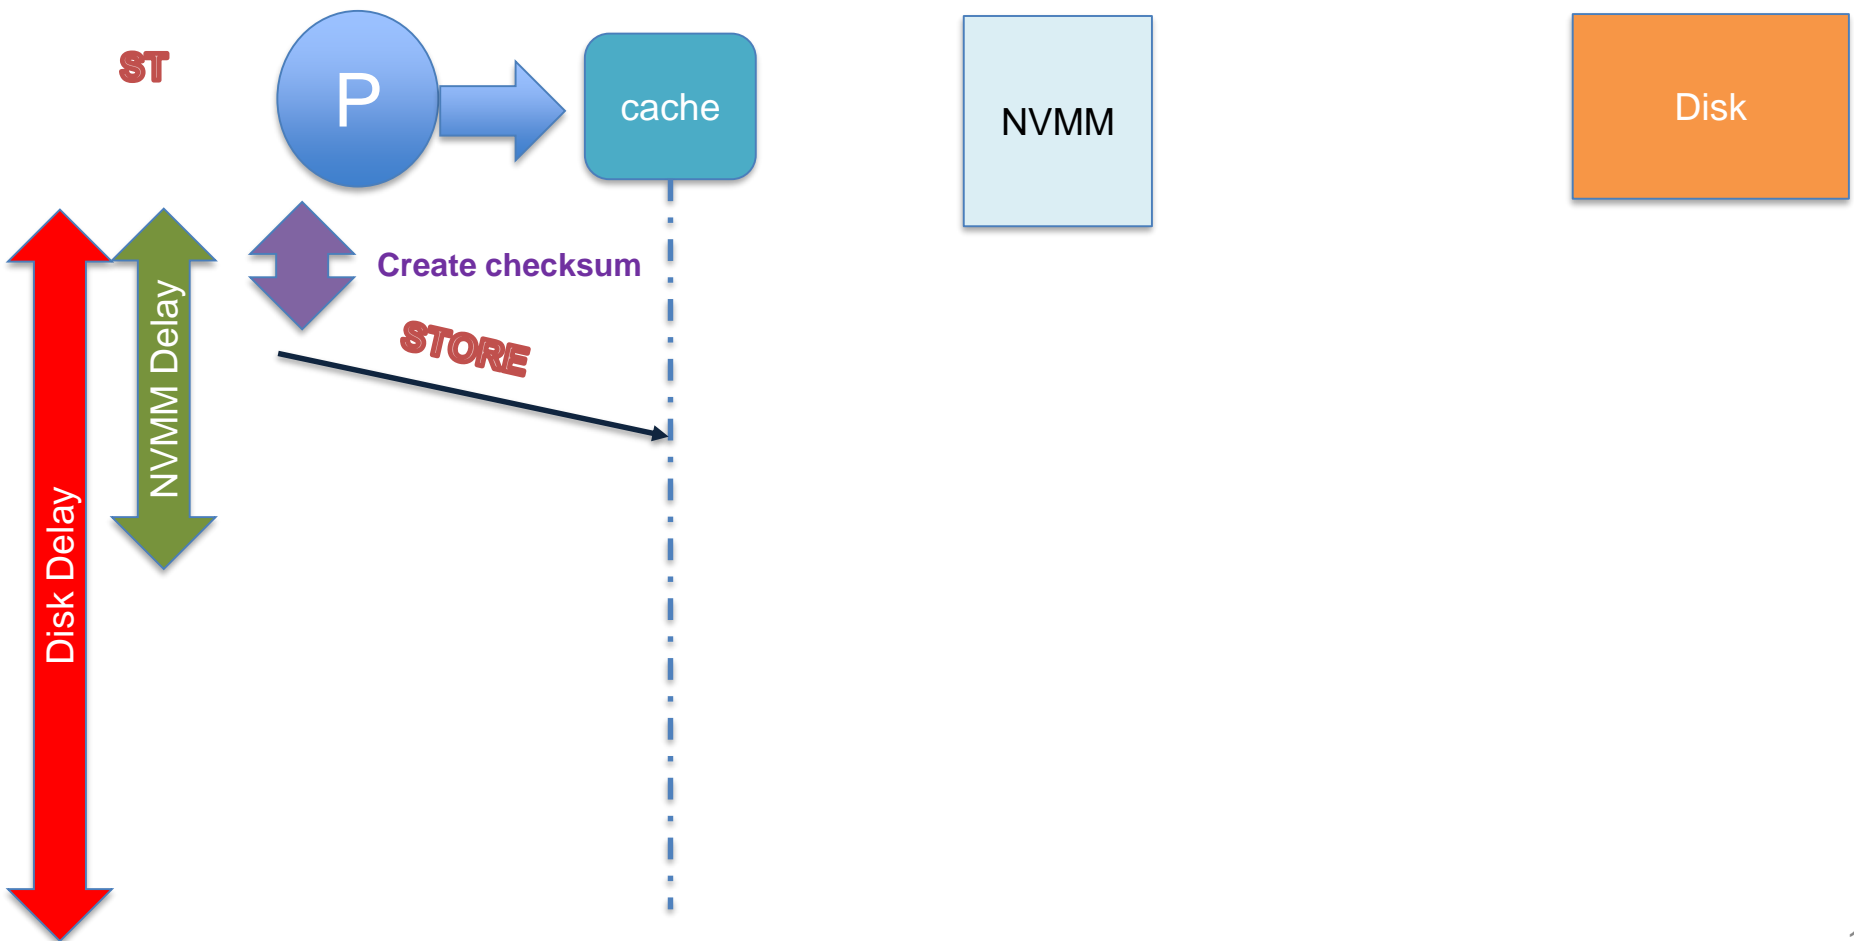 ST
P
cache
NVMM
Disk
Create checksum
STORE
NVMM Delay
Disk Delay